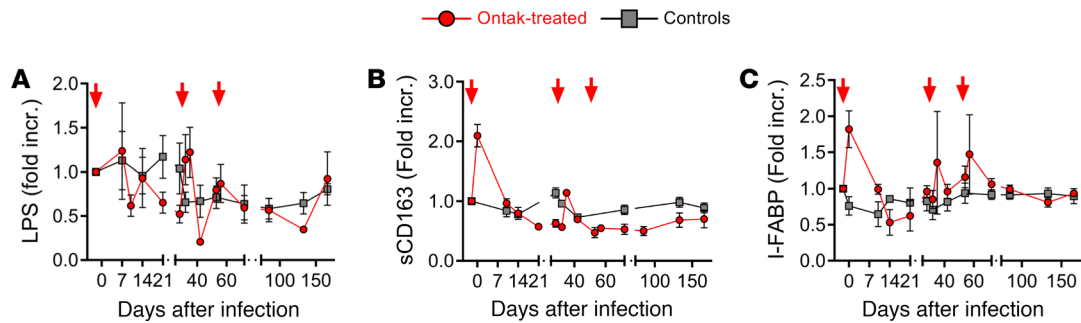 Ontak-treated Controls
A
LPS (fold incr.)
2.0
1.5
1.0
0.5
0.0
0 7 14 21 40 60 100 150
Days after infection
B
sCD163 (Fold incr.)
3.0
2.0
1.0
0.0
0 7 14 21 40 60 100 150
Days after infection
C
I-FABP (Fold incr.)
2.5
2.0
1.5
1.0
0.5
0.0
0 7 14 21 40 60 100 150
Days after infection